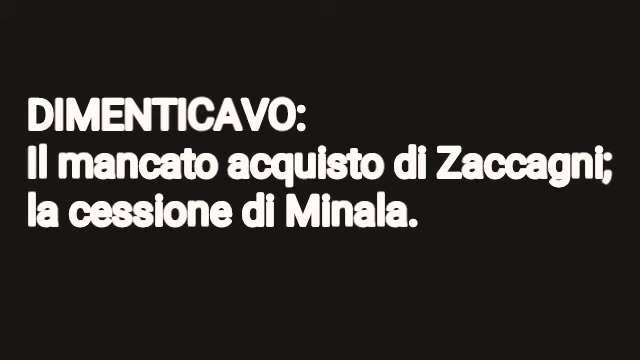 DIMENTICAVO:
Il mancato acquisto di Zaccagni;
la cessione di Minala.